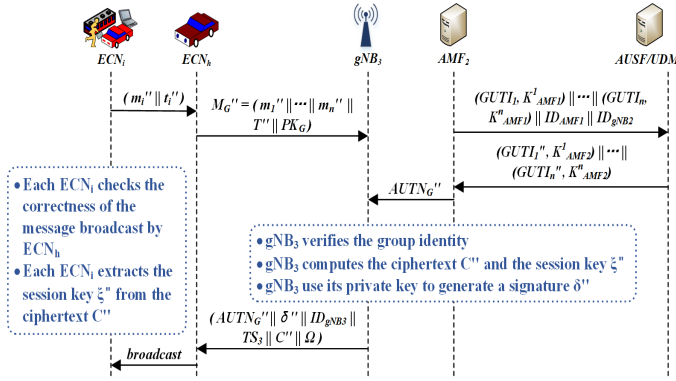 ECNi ECNh gNB3 AMF2 AUSF/UDM
( mi'' || ti'')
MG''= ( m1'' ||···|| mn'' ||
T'' || PKG )
(GUTI1, K1AMF1) ||···|| (GUTIn,
KnAMF1) || IDAMF1 || IDgNB2
(GUTI1'', K1AMF2) ||···||
(GUTIn'', KnAMF2)
AUTNG''
• Each ECNi checks the
correctness of the
message broadcast by
ECNh
• Each ECNi extracts the
session key ξ'' from the
ciphertext C''
• gNB3 verifies the group identity
• gNB3 computes the ciphertext C'' and the session key ξ''
• gNB3 use its private key to generate a signature δ''
( AUTNG'' || δ'' || IDgNB3 ||
TS3 || C'' || Ω )
broadcast